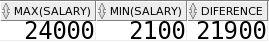 MAX(SALARY) MIN(SALARY) DIFERENCE
24000 2100 21900